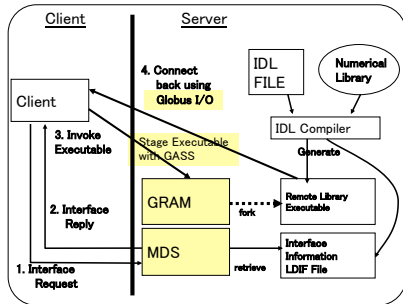 Client
Server
4. Connect
back using
Globus I/O
IDL
FILE
Numerical
Library
Client
3. Invoke
Executable
IDL Compiler
Stage Executable
with GASS
Generate
GRAM
fork
Remote Library
Executable
2. Interface
Reply
MDS
retrieve
Interface
Information
LDIF File
1. Interface
Request